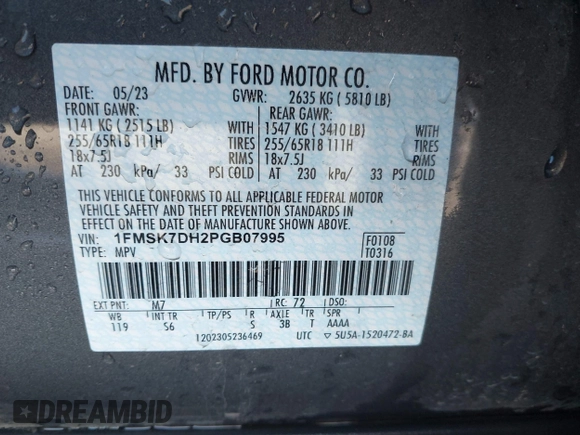 MFD. BY FORD MOTOR CO.
DATE: 05/23 GVWR: 2635 KG ( 5810 LB)
FRONT GAWR: REAR GAWR:
1141 KG ( 2515 LB) WITH 1547 KG ( 3410 LB) WITH
255/65R18 111H TIRES 255/65R18 111H TIRES
18x7.5J RIMS 18x7.5J RIMS
AT 230 kPa/ 33 PSI COLD AT 230 kPa/ 33 PSI COLD
THIS VEHICLE CONFORMS TO ALL APPLICABLE FEDERAL MOTOR
VEHICLE SAFETY AND THEFT PREVENTION STANDARDS IN
EFFECT ON THE DATE OF MANUFACTURE SHOWN ABOVE.
VIN: 1FMSK7DH2PGB07995 F0108
TYPE: MPV T0316
EXT PNT: M7 RC: 72 DSO:
WB INT TR TP/PS R AXLE TR SPR
119 S6 S 3B T AAAA
1202305236469 UTC ▽ 5U5A-1520472-BA
DREAMBID